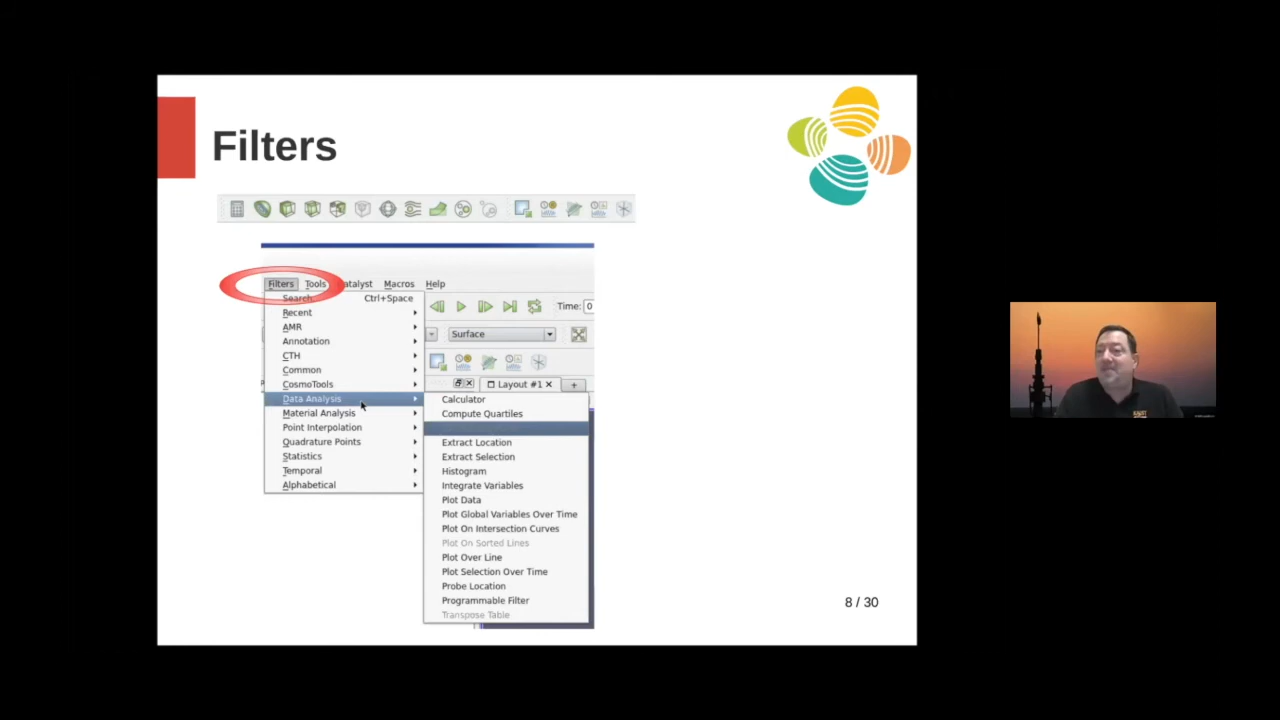 Filters
Filters Tools Catalyst Macros Help
Search Ctrl+Space
Recent
AMR
Annotation
CTH
Common
CosmoTools
Data Analysis
Material Analysis
Point Interpolation
Quadrature Points
Statistics
Temporal
Alphabetical
Time: 0
Surface
Layout #1
Calculator
Compute Quartiles
Extract Location
Extract Selection
Histogram
Integrate Variables
Plot Data
Plot Global Variables Over Time
Plot On Intersection Curves
Plot On Sorted Lines
Plot Over Line
Plot Selection Over Time
Probe Location
Programmable Filter
Transpose Table
8 / 30